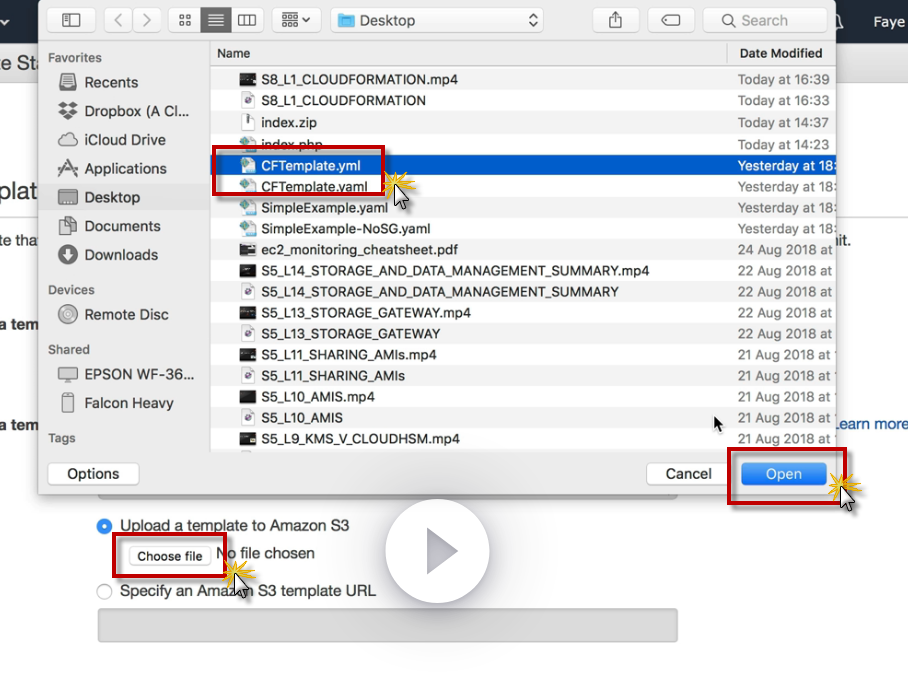 Desktop
Search
Faye
Favorites
Recents
Dropbox (A Cl...
iCloud Drive
Applications
Desktop
Documents
Downloads
Devices
Remote Disc
Shared
EPSON WF-36...
Falcon Heavy
Tags
Name Date Modified
S8_L1_CLOUDFORMATION.mp4 Today at 16:39
S8_L1_CLOUDFORMATION Today at 16:33
index.zip Today at 14:37
index.php Today at 14:23
CFTemplate.yml Yesterday at 18:
CFTemplate.yaml Yesterday at 18:
SimpleExample.yaml Yesterday at 18:
SimpleExample-NoSG.yaml Yesterday at 18:
ec2_monitoring_cheatsheet.pdf 24 Aug 2018 at
S5_L14_STORAGE_AND_DATA_MANAGEMENT_SUMMARY.mp4 22 Aug 2018 at
S5_L14_STORAGE_AND_DATA_MANAGEMENT_SUMMARY 22 Aug 2018 at
S5_L13_STORAGE_GATEWAY.mp4 22 Aug 2018 at
S5_L13_STORAGE_GATEWAY 22 Aug 2018 at
S5_L11_SHARING_AMIs.mp4 21 Aug 2018 at
S5_L11_SHARING_AMIs 21 Aug 2018 at
S5_L10_AMIS.mp4 21 Aug 2018 at
S5_L10_AMIS 21 Aug 2018 at
S5_L9_KMS_V_CLOUDHSM.mp4 21 Aug 2018 at
Options Cancel Open
te Sta
plat
te tha it.
a tem
a tem Learn more
Upload a template to Amazon S3
Choose file No file chosen
Specify an Amazon S3 template URL